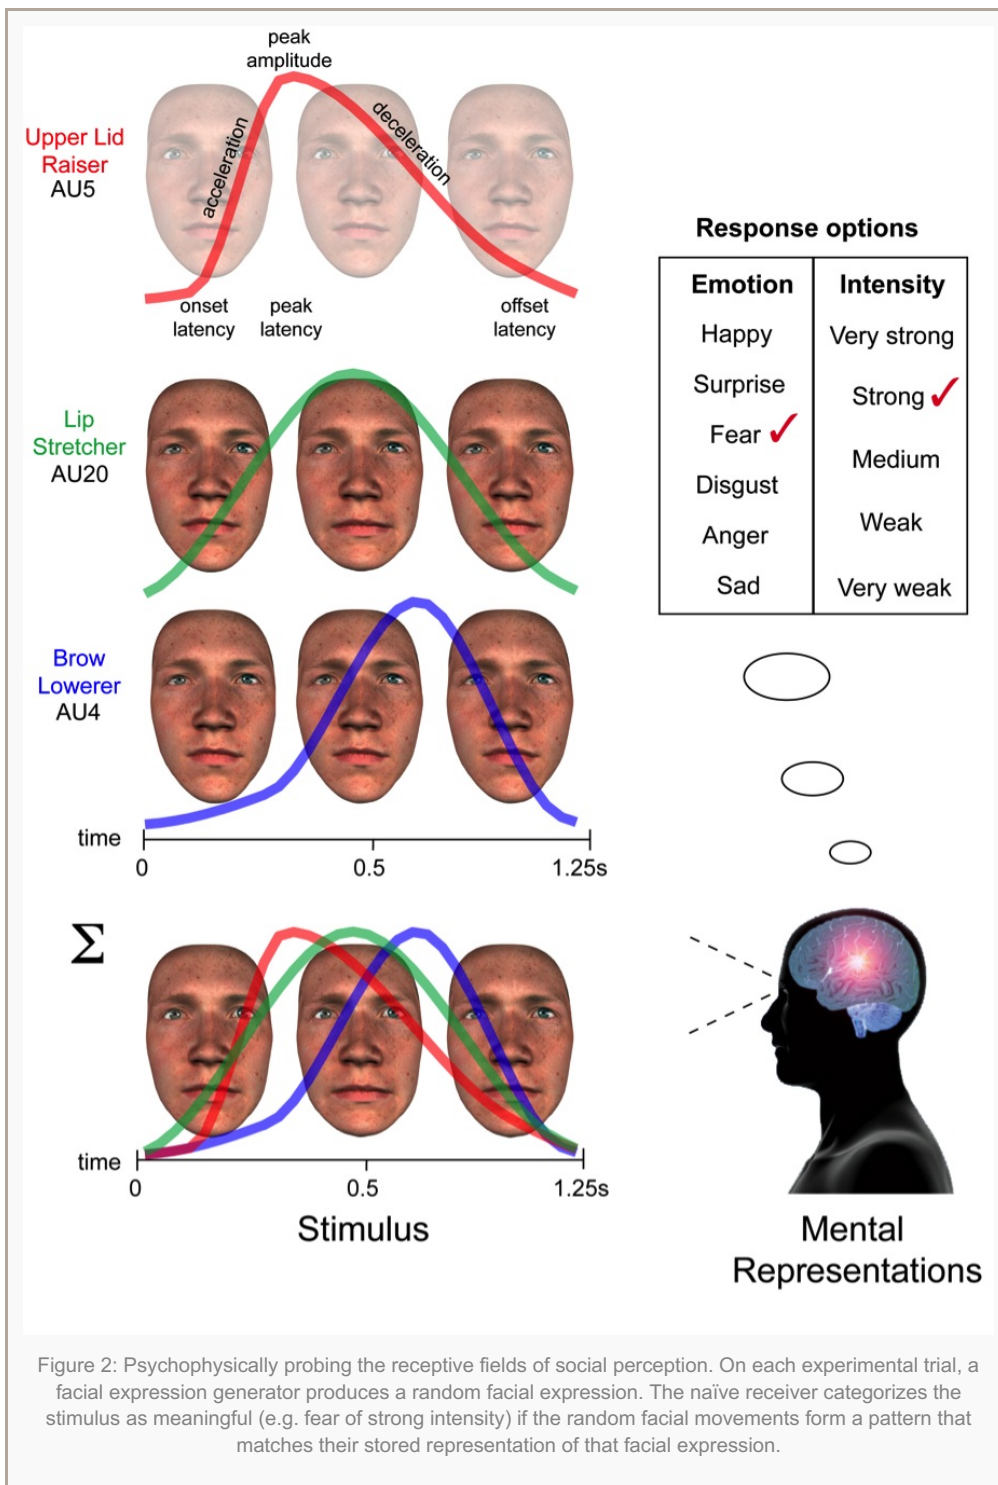 peak
amplitude
acceleration
deceleration
Upper Lid
Raiser
AU5
onset
latency
peak
latency
offset
latency
Lip
Stretcher
AU20
Brow
Lowerer
AU4
time
0
0.5
1.25s
Σ
time
0
0.5
1.25s
Stimulus
Response options
Emotion
Intensity
Happy
Very strong
Surprise
Strong ✓
Fear ✓
Medium
Disgust
Weak
Anger
Very weak
Sad
Mental
Representations
Figure 2: Psychophysically probing the receptive fields of social perception. On each experimental trial, a
facial expression generator produces a random facial expression. The naïve receiver categorizes the
stimulus as meaningful (e.g. fear of strong intensity) if the random facial movements form a pattern that
matches their stored representation of that facial expression.